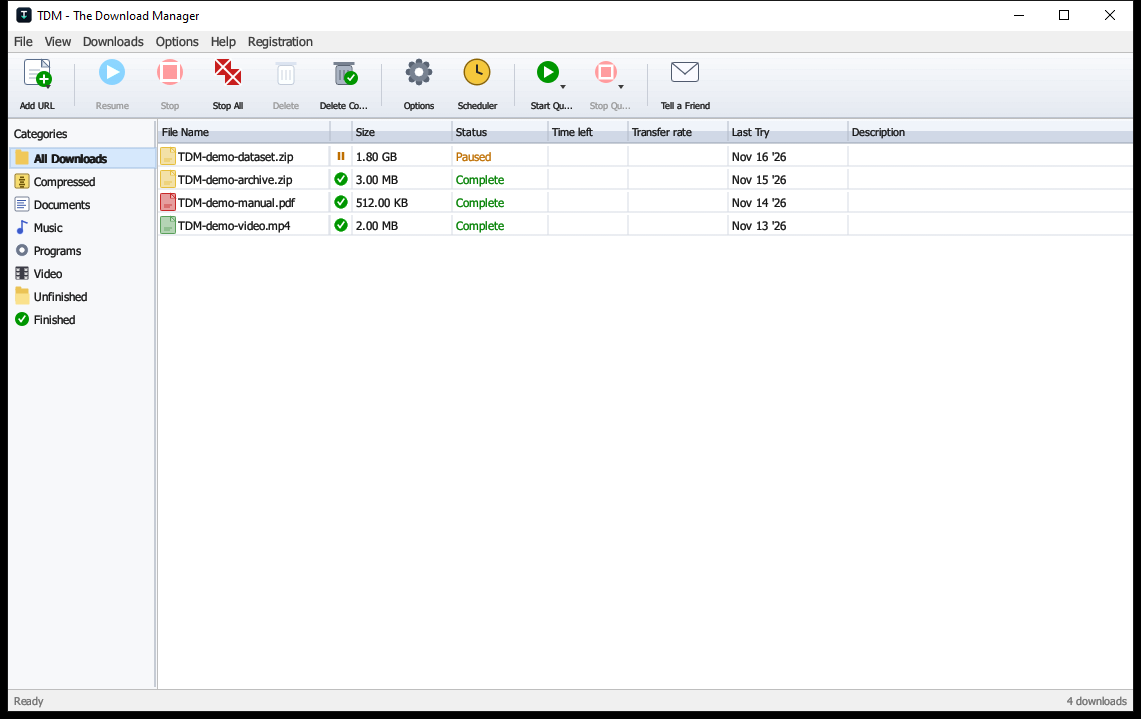 TDM - The Download Manager
File View Downloads Options Help Registration
Add URL Resume Stop Stop All Delete Delete Co... Options Scheduler Start Qu... Stop Qu... Tell a Friend
Categories
All Downloads
Compressed
Documents
Music
Programs
Video
Unfinished
Finished
File Name Size Status Time left Transfer rate Last Try Description
TDM-demo-dataset.zip 1.80 GB Paused Nov 16 '26
TDM-demo-archive.zip 3.00 MB Complete Nov 15 '26
TDM-demo-manual.pdf 512.00 KB Complete Nov 14 '26
TDM-demo-video.mp4 2.00 MB Complete Nov 13 '26
Ready 4 downloads